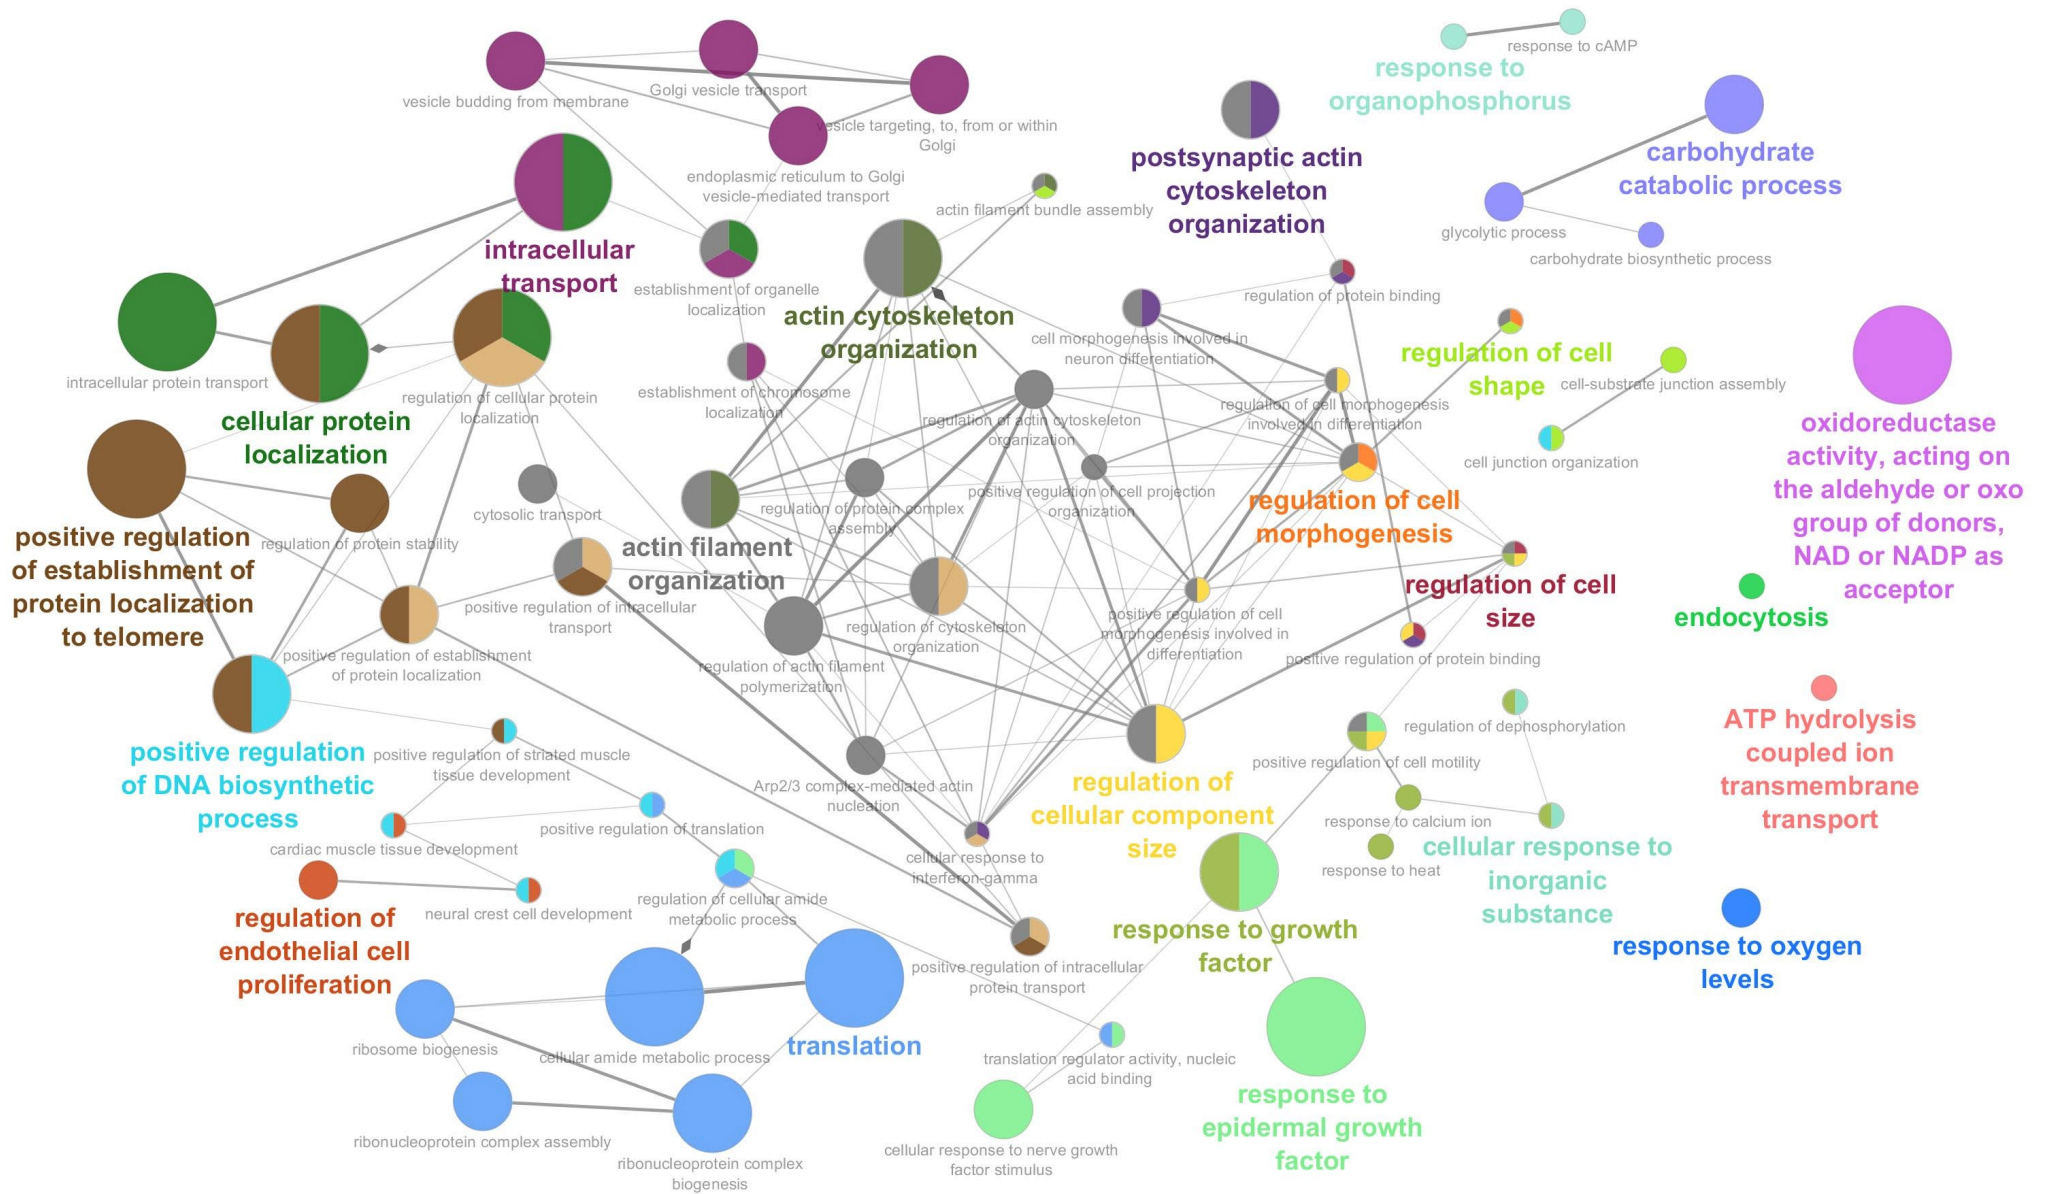 response to cAMP
response to
organophosphorus
vesicle budding from membrane
Golgi vesicle transport
vesicle targeting, to, from or within
Golgi
endoplasmic reticulum to Golgi
vesicle-mediated transport
postsynaptic actin
cytoskeleton
organization
carbohydrate
catabolic process
glycolytic process
carbohydrate biosynthetic process
actin filament bundle assembly
intracellular
transport
establishment of organelle
localization
regulation of protein binding
actin cytoskeleton
organization
cell morphogenesis involved in
neuron differentiation
regulation of cell
shape
cell-substrate junction assembly
intracellular protein transport
regulation of cellular protein
localization
establishment of chromosome
localization
regulation of actin cytoskeleton
organization
regulation of cell morphogenesis
involved in differentiation
cellular protein
localization
cell junction organization
oxidoreductase
activity, acting on
the aldehyde or oxo
group of donors,
NAD or NADP as
acceptor
positive regulation
of establishment of
protein localization
to telomere
regulation of protein stability
cytosolic transport
regulation of protein complex
assembly
positive regulation of cell projection
organization
regulation of cell
morphogenesis
actin filament
organization
regulation of cell
size
endocytosis
positive regulation of intracellular
transport
regulation of cytoskeleton
organization
positive regulation of cell
morphogenesis involved in
differentiation
positive regulation of protein binding
positive regulation of establishment
of protein localization
regulation of actin filament
polymerization
positive regulation
of DNA biosynthetic
process
positive regulation of striated muscle
tissue development
Arp2/3 complex-mediated actin
nucleation
regulation of
cellular component
size
regulation of dephosphorylation
positive regulation of cell motility
ATP hydrolysis
coupled ion
transmembrane
transport
response to calcium ion
response to heat
cellular response to
inorganic
substance
positive regulation of translation
cardiac muscle tissue development
cellular response to
interferon-gamma
regulation of
endothelial cell
proliferation
neural crest cell development
regulation of cellular amide
metabolic process
response to growth
factor
response to oxygen
levels
positive regulation of intracellular
protein transport
ribosome biogenesis
cellular amide metabolic process
translation
translation regulator activity, nucleic
acid binding
response to
epidermal growth
factor
ribonucleoprotein complex assembly
ribonucleoprotein complex
biogenesis
cellular response to nerve growth
factor stimulus